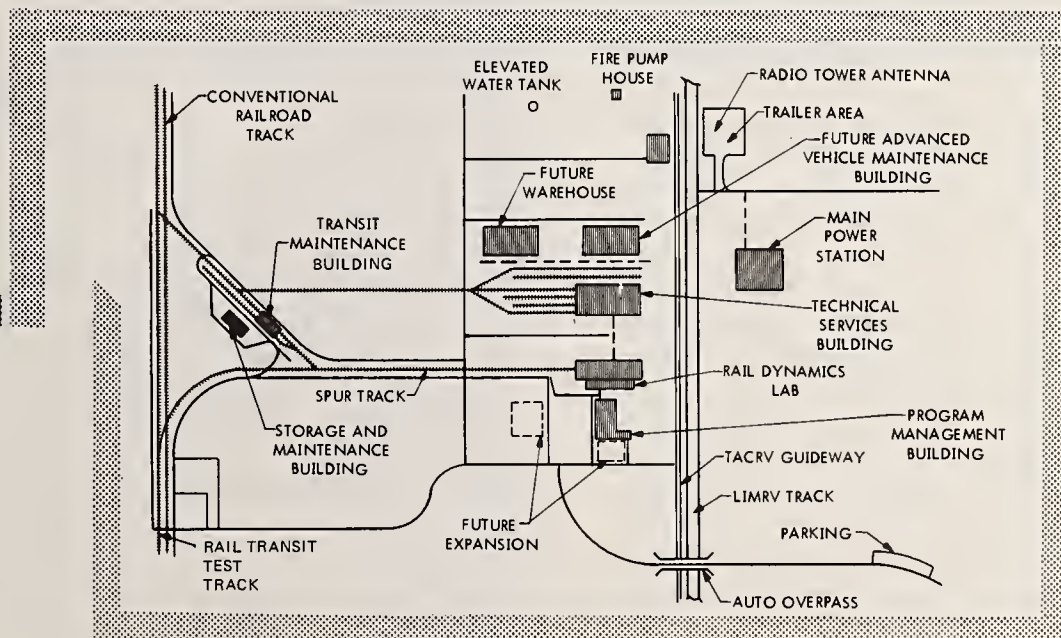 CONVENTIONAL
RAILROAD
TRACK
ELEVATED
WATER TANK
FIRE PUMP
HOUSE
RADIO TOWER ANTENNA
TRAILER AREA
FUTURE ADVANCED
VEHICLE MAINTENANCE
BUILDING
FUTURE
WAREHOUSE
TRANSIT
MAINTENANCE
BUILDING
MAIN
POWER
STATION
TECHNICAL
SERVICES
BUILDING
RAIL DYNAMICS
LAB
SPUR TRACK
STORAGE AND
MAINTENANCE
BUILDING
PROGRAM
MANAGEMENT
BUILDING
TACRV GUIDEWAY
LIMRV TRACK
FUTURE
EXPANSION
PARKING
RAIL TRANSIT
TEST
TRACK
AUTO OVERPASS